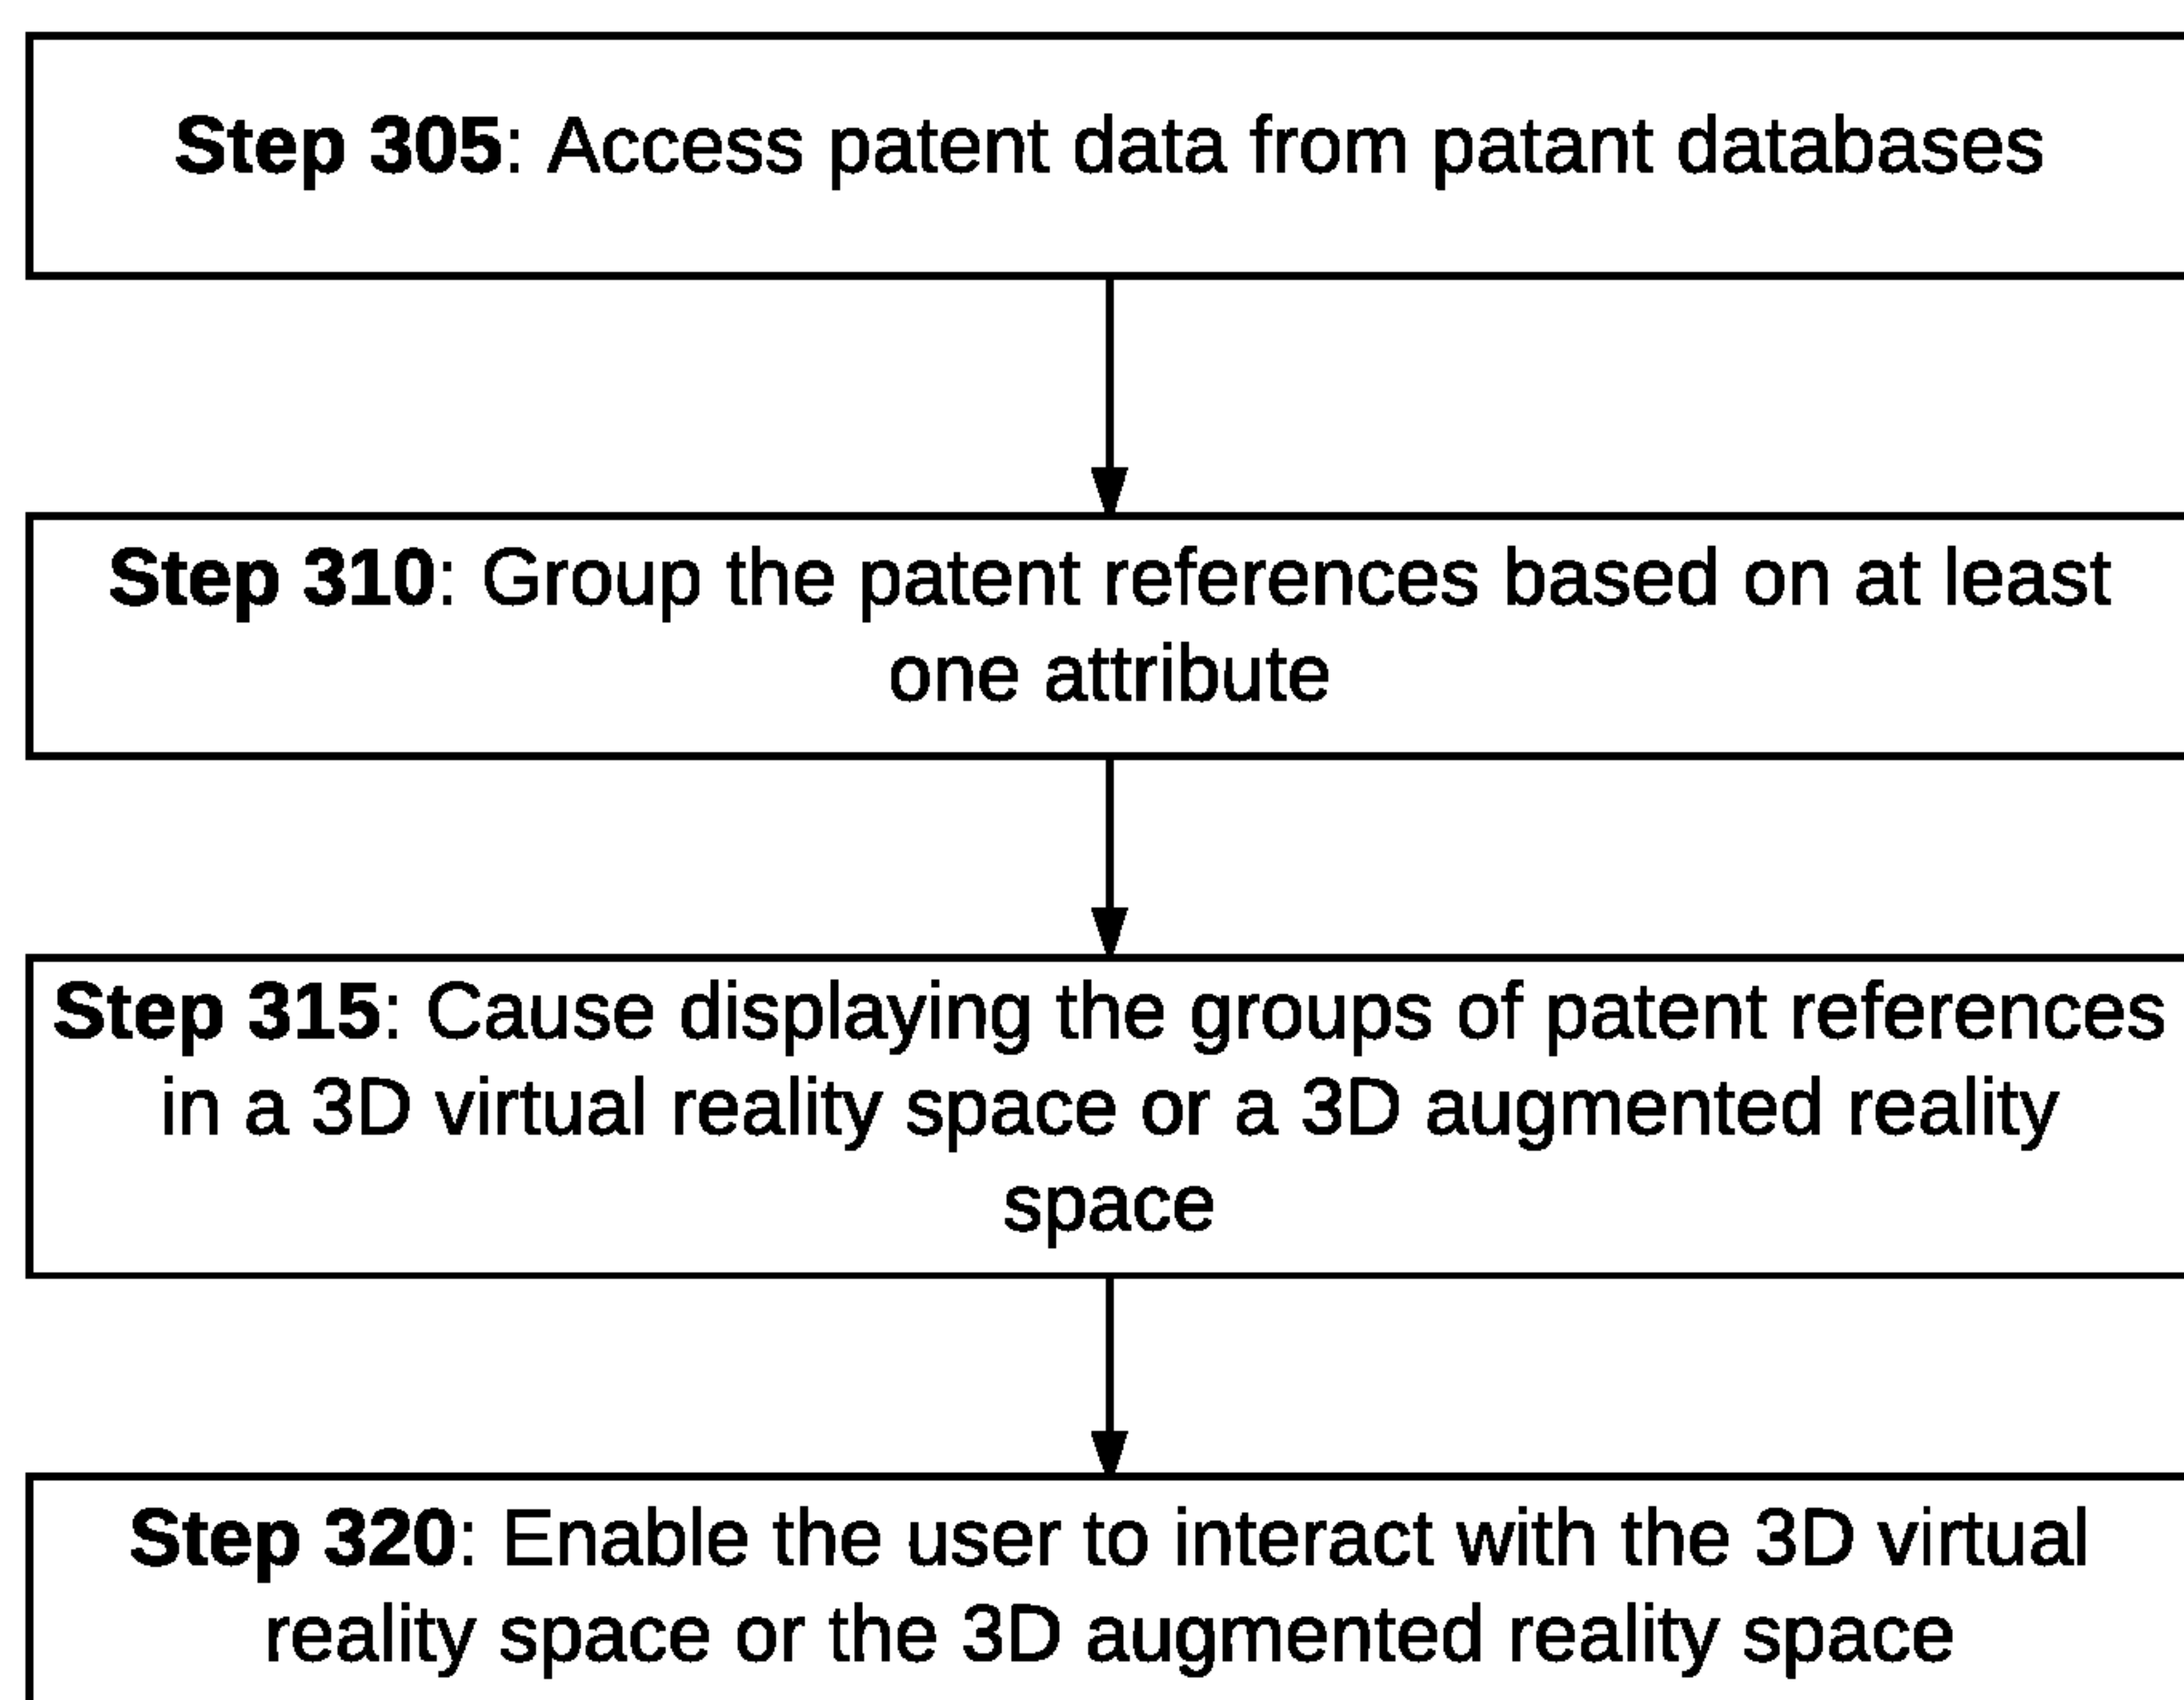 Step 305: Access patent data from patant databases
Step 310: Group the patent references based on at least
one attribute
Step 315: Cause displaying the groups of patent references
in a 3D virtual reality space or a 3D augmented reality
space
Step 320: Enable the user to interact with the 3D virtual
reality space or the 3D augmented reality space